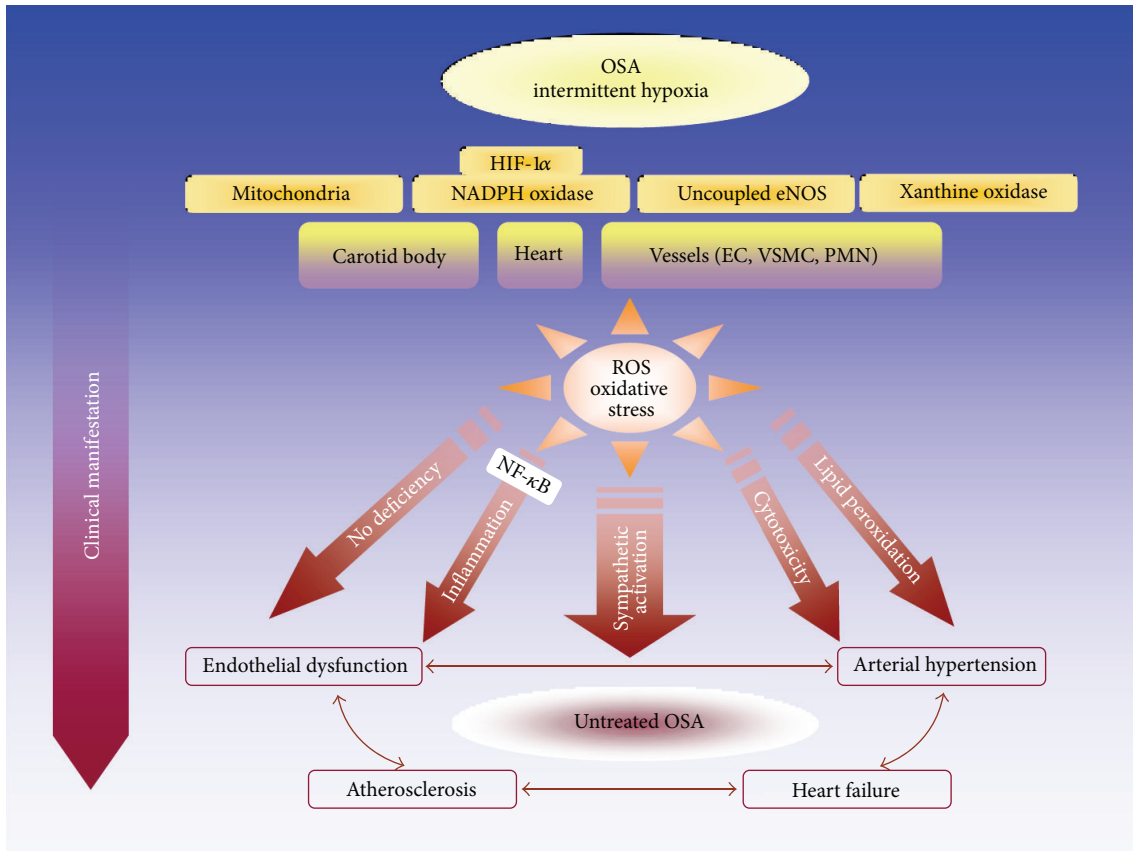 OSA
intermittent hypoxia
HIF-1α
Mitochondria
NADPH oxidase
Uncoupled eNOS
Xanthine oxidase
Carotid body
Heart
Vessels (EC, VSMC, PMN)
ROS
oxidative
stress
Clinical manifestation
No deficiency
NF-κB
Inflammation
Sympathetic
activation
Cytotoxicity
Lipid peroxidation
Endothelial dysfunction
Arterial hypertension
Untreated OSA
Atherosclerosis
Heart failure